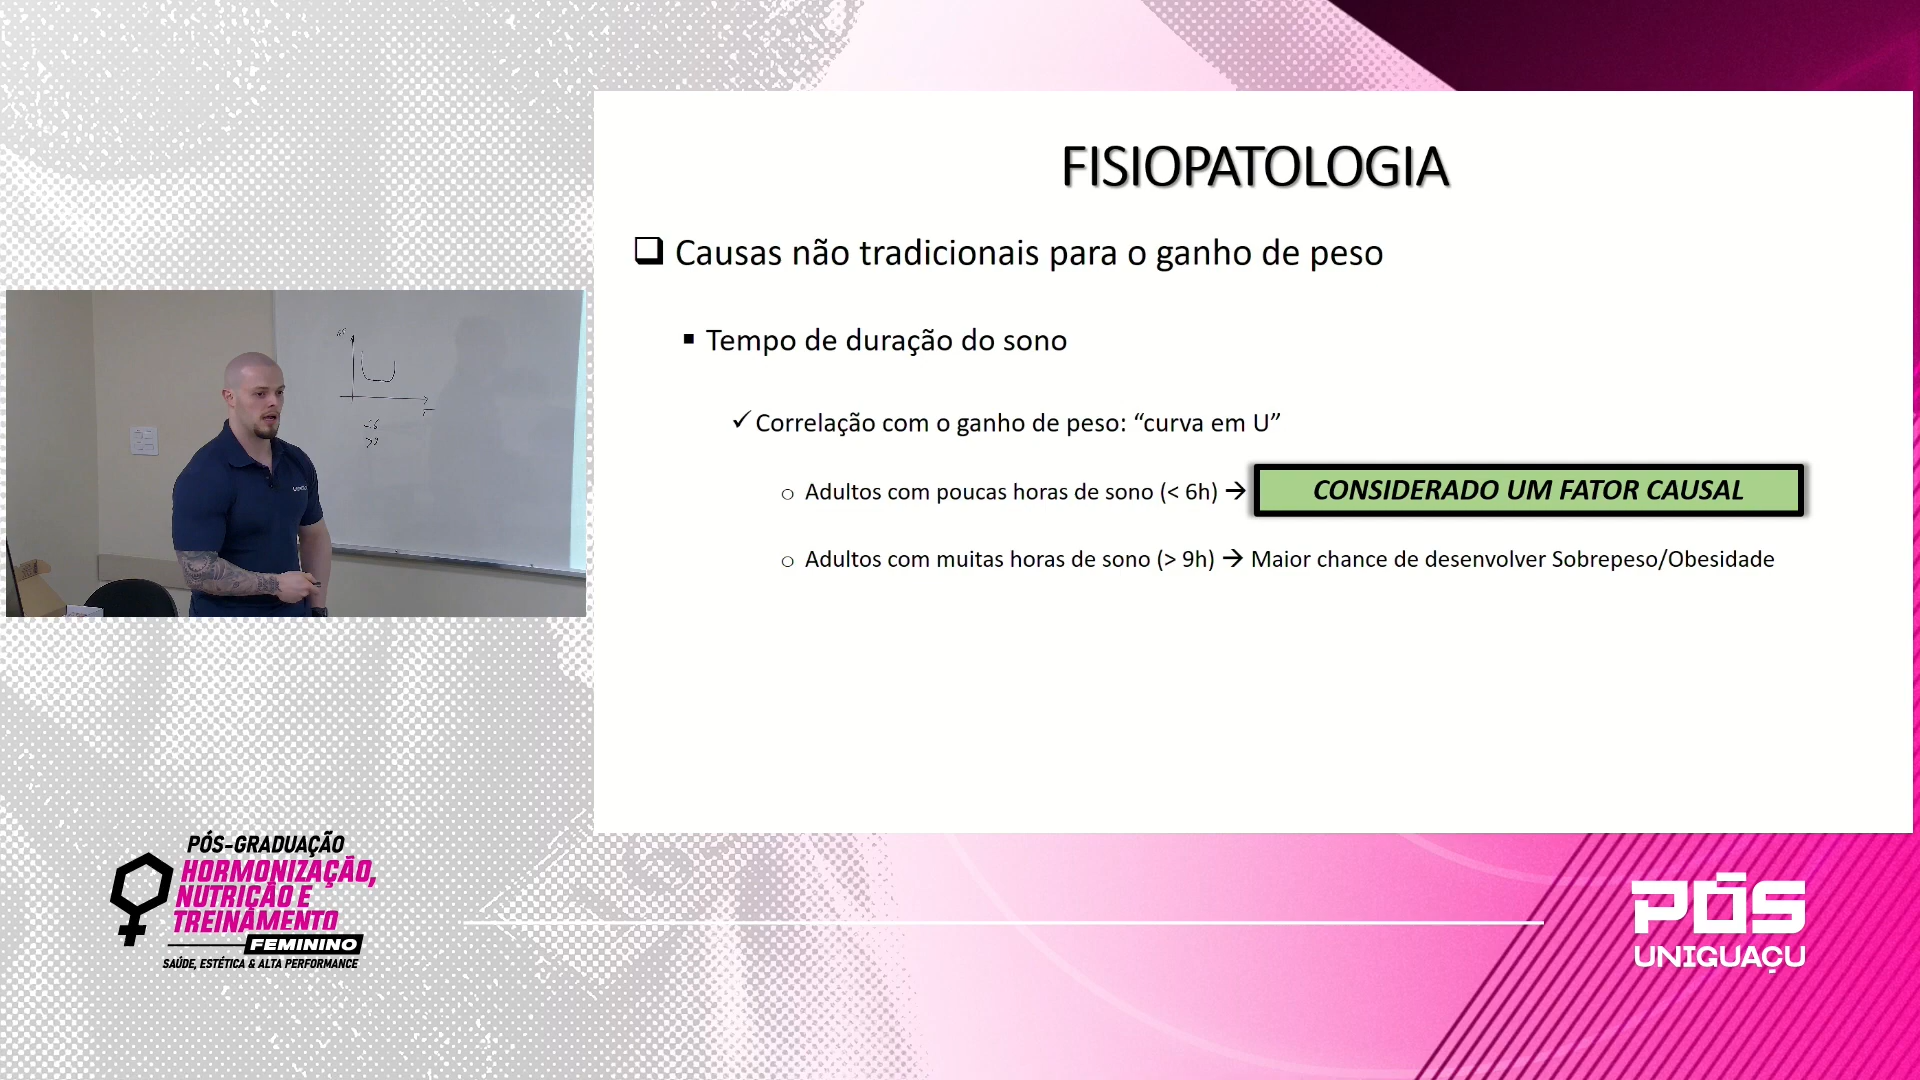 FISIOPATOLOGIA
Causas não tradicionais para o ganho de peso
Tempo de duração do sono
Correlação com o ganho de peso: “curva em U”
Adultos com poucas horas de sono (< 6h) → CONSIDERADO UM FATOR CAUSAL
Adultos com muitas horas de sono (> 9h) → Maior chance de desenvolver Sobrepeso/Obesidade
PÓS-GRADUAÇÃO
HORMONIZAÇÃO,
NUTRIÇÃO E
TREINAMENTO
FEMININO
SAÚDE, ESTÉTICA & ALTA PERFORMANCE
PÓS
UNIGUAÇU